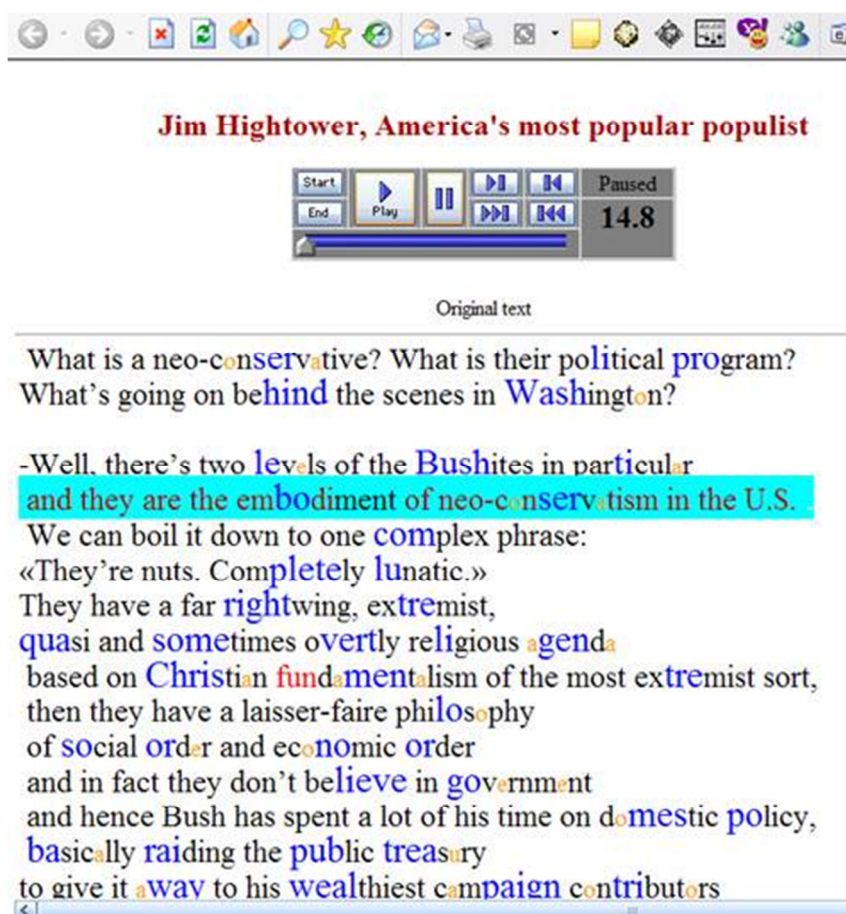 Jim Hightower, America's most popular populist
Start
End
Play
Paused
14.8
Original text
What is a neo-conservative? What is their political program?
What's going on behind the scenes in Washington?
-Well, there's two levels of the Bushites in particular
and they are the embodiment of neo-conservatism in the U.S.
We can boil it down to one complex phrase:
«They're nuts. Completely lunatic.»
They have a far rightwing, extremist,
quasi and sometimes overtly religious agenda
based on Christian fundamentalism of the most extremist sort,
then they have a laisser-faire philosophy
of social order and economic order
and in fact they don't believe in government
and hence Bush has spent a lot of his time on domestic policy,
basically raiding the public treasury
to give it away to his wealthiest campaign contributors